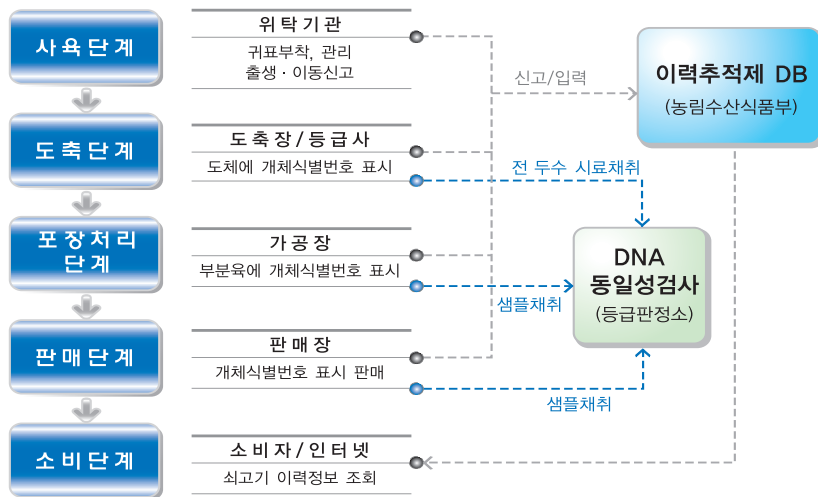 사육단계
위탁기관
귀표부착, 관리
출생 · 이동신고
신고/입력
이력추적제 DB
(농림수산식품부)
도축단계
도축장/등급사
도체에 개체식별번호 표시
전 두수 시료채취
포장처리
단계
가공장
부분육에 개체식별번호 표시
샘플채취
DNA
동일성검사
(등급판정소)
판매단계
판매장
개체식별번호 표시 판매
샘플채취
소비단계
소비자/인터넷
쇠고기 이력정보 조회